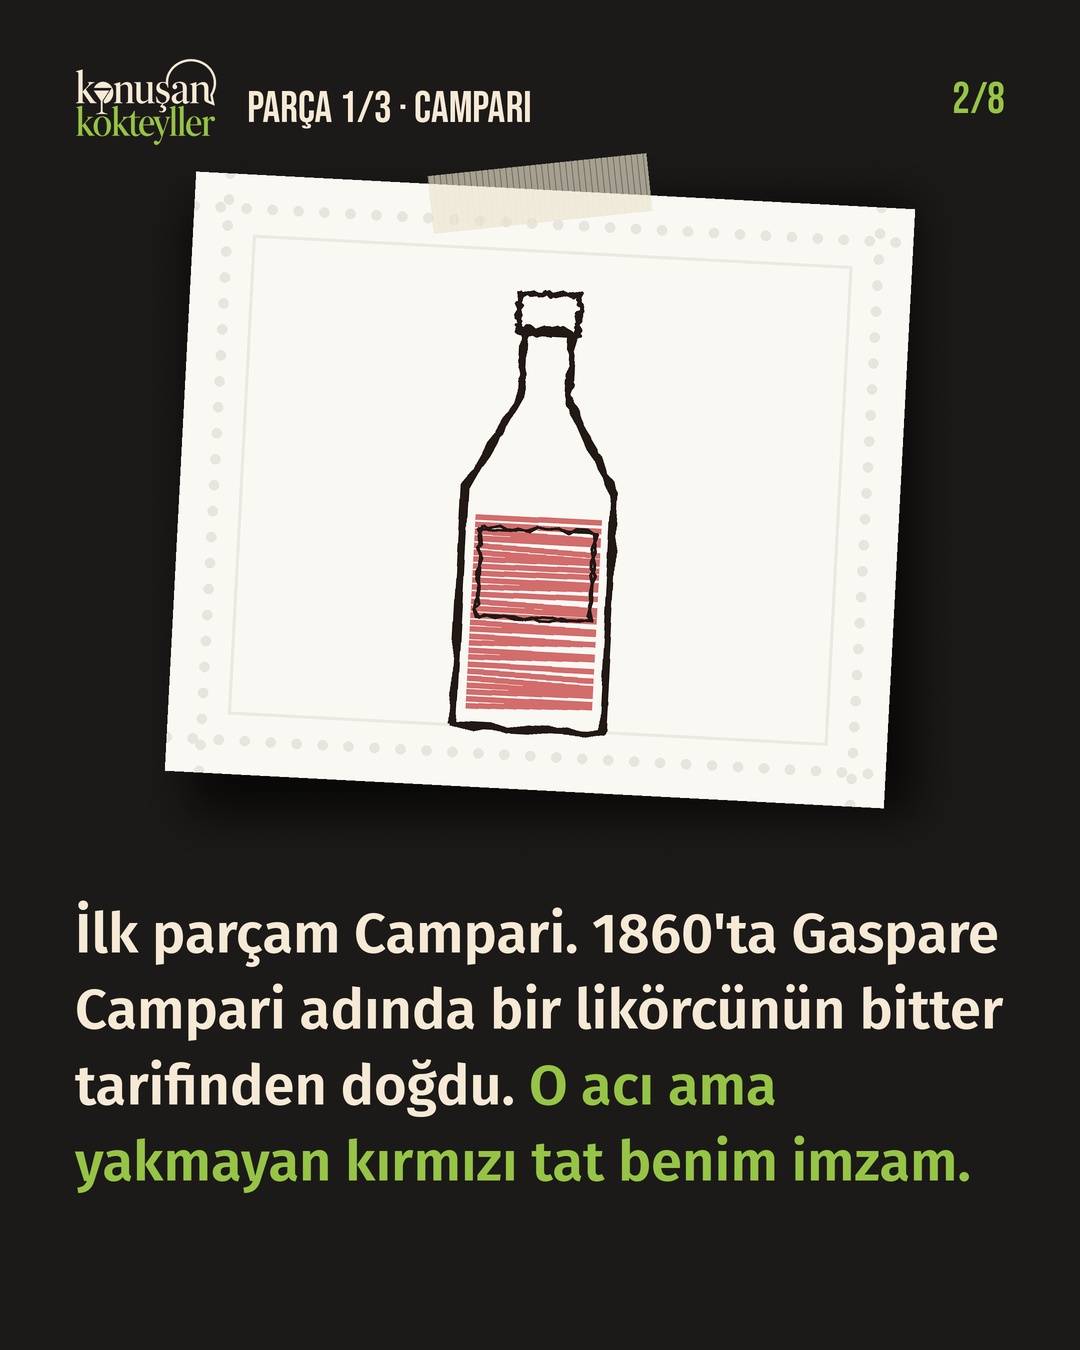 konuşan
kokteyller
PARÇA 1/3 · CAMPARI
2/8
İlk parçam Campari. 1860'ta Gaspare
Campari adında bir likörcünün bitter
tarifinden doğdu. O acı ama
yakmayan kırmızı tat benim imzam.